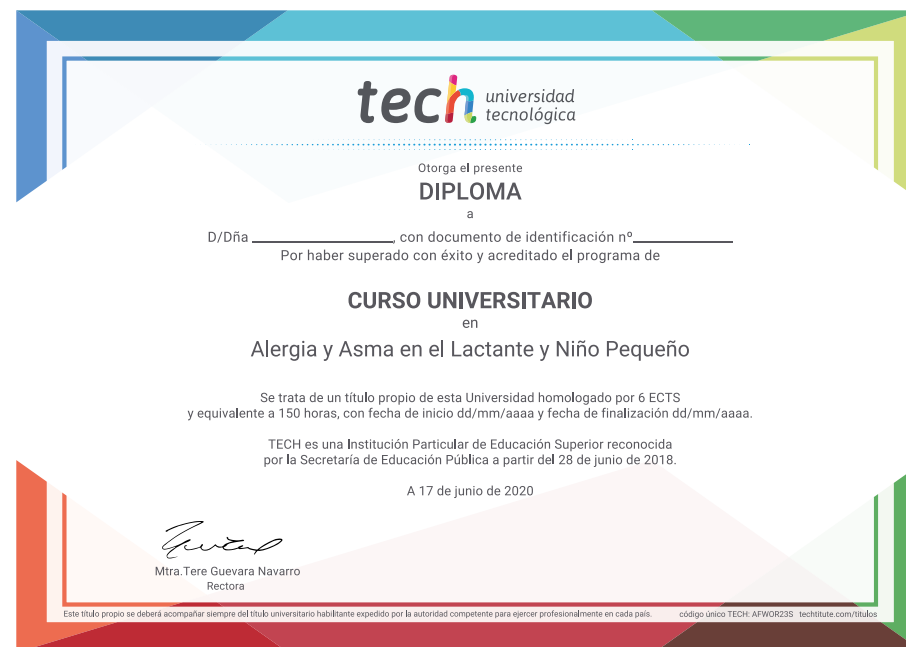 tech universidad
tecnológica
Otorga el presente
DIPLOMA
a
D/Dña ____________________, con documento de identificación nº______________
Por haber superado con éxito y acreditado el programa de
CURSO UNIVERSITARIO
en
Alergia y Asma en el Lactante y Niño Pequeño
Se trata de un título propio de esta Universidad homologado por 6 ECTS
y equivalente a 150 horas, con fecha de inicio dd/mm/aaaa y fecha de finalización dd/mm/aaaa.
TECH es una Institución Particular de Educación Superior reconocida
por la Secretaría de Educación Pública a partir del 28 de junio de 2018.
A 17 de junio de 2020
Mtra.Tere Guevara Navarro
Rectora
Este título propio se deberá acompañar siempre del título universitario habilitante expedido por la autoridad competente para ejercer profesionalmente en cada país. código único TECH: AFWOR23S techtitute.com/títulos